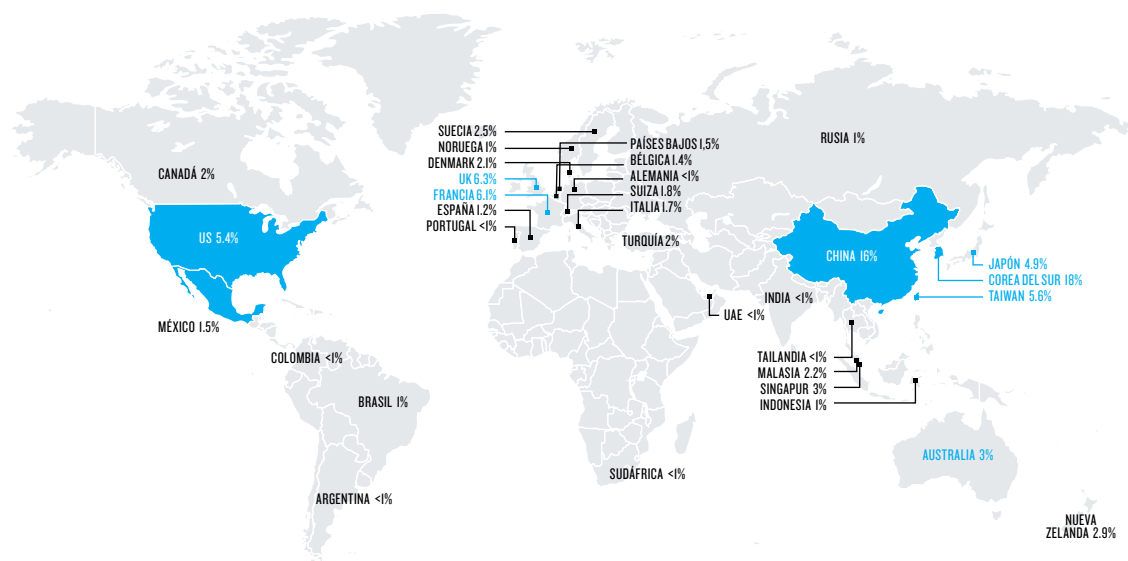 SUECIA 2.5%
NORUEGA 1%
DENMARK 2.1%
UK 6.3%
FRANCIA 6.1%
ESPAÑA 1.2%
PORTUGAL <1%
PAÍSES BAJOS 1,5%
BÉLGICA 1.4%
ALEMANIA <1%
SUIZA 1.8%
ITALIA 1.7%
TURQUÍA 2%
RUSIA 1%
CANADÁ 2%
US 5.4%
CHINA 16%
JAPÓN 4.9%
COREA DEL SUR 18%
TAIWAN 5.6%
INDIA <1%
UAE <1%
MÉXICO 1.5%
COLOMBIA <1%
BRASIL 1%
ARGENTINA <1%
TAILANDIA <1%
MALASIA 2.2%
SINGAPUR 3%
INDONESIA 1%
SUDÁFRICA <1%
AUSTRALIA 3%
NUEVA
ZELANDA 2.9%